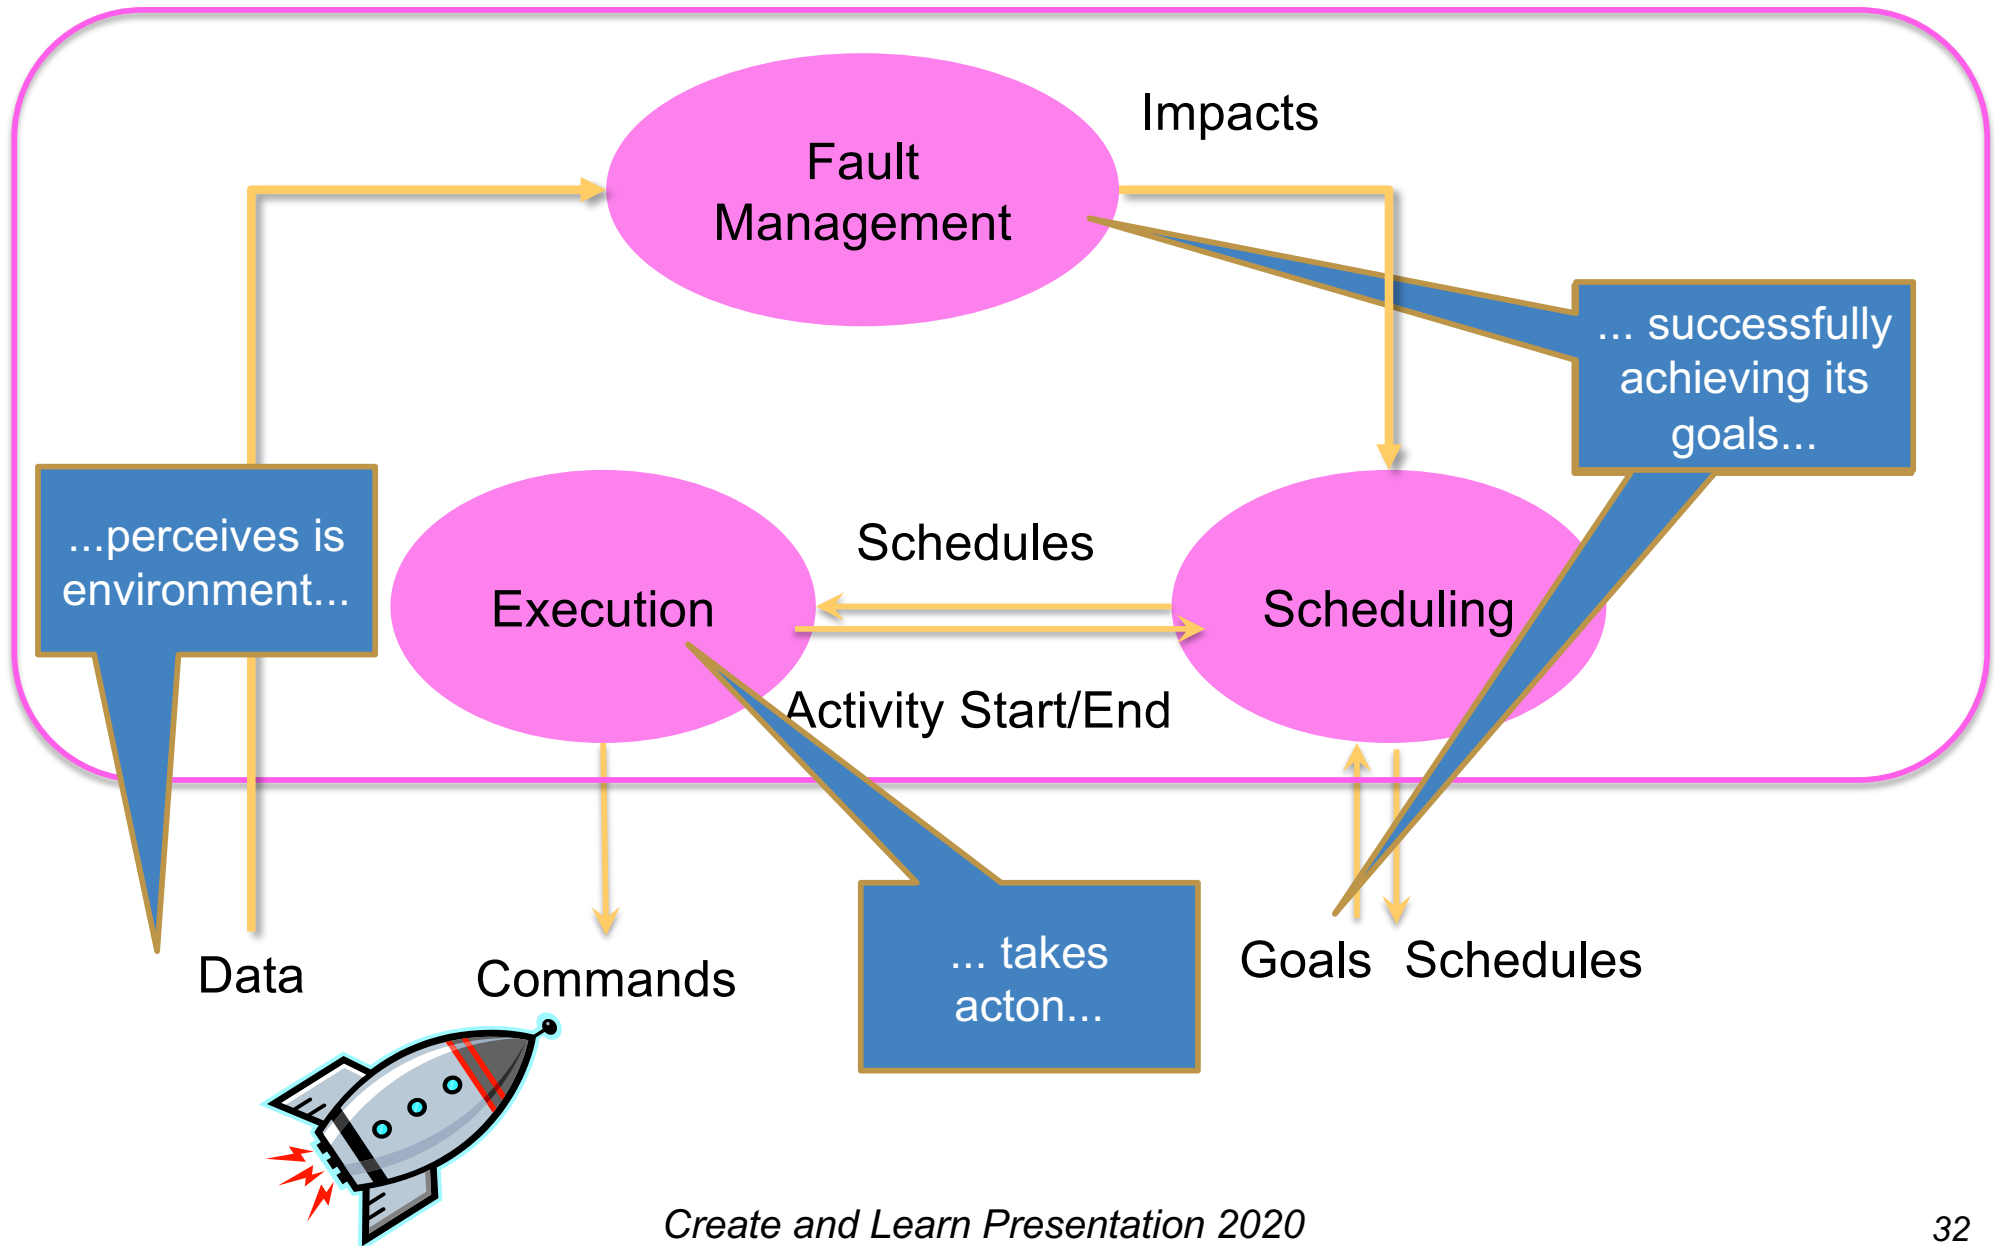 Impacts
Fault
Management
... successfully
achieving its
goals...
...perceives is
environment...
Schedules
Execution
Scheduling
Activity Start/End
... takes
acton...
Data
Commands
Goals
Schedules
Create and Learn Presentation 2020
32